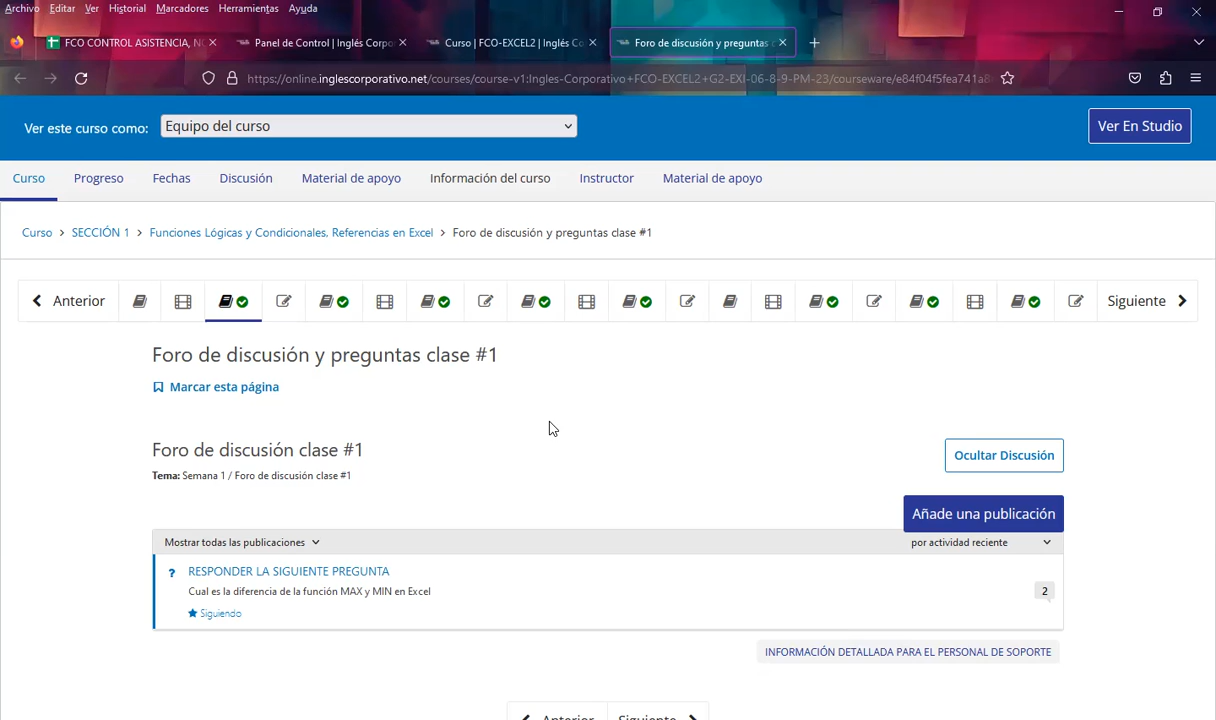 Archivo Editar Ver Historial Marcadores Herramientas Ayuda
FCO CONTROL ASISTENCIA, N
Panel de Control | Inglés Corpo
Curso | FCO-EXCEL2 | Inglés Co
Foro de discusión y preguntas c
https://online.inglescorporativo.net/courses/course-v1:Ingles-Corporativo+FCO-EXCEL2+G2-EXI-06-8-9-PM-23/courseware/e84f04f5fea741a8
Ver este curso como:
Equipo del curso
Ver En Studio
Curso
Progreso
Fechas
Discusión
Material de apoyo
Información del curso
Instructor
Material de apoyo
Curso > SECCIÓN 1 > Funciones Lógicas y Condicionales, Referencias en Excel > Foro de discusión y preguntas clase #1
Anterior
Siguiente
Foro de discusión y preguntas clase #1
Marcar esta página
Foro de discusión clase #1
Ocultar Discusión
Tema: Semana 1 / Foro de discusión clase #1
Añade una publicación
Mostrar todas las publicaciones
por actividad reciente
? RESPONDER LA SIGUIENTE PREGUNTA
Cual es la diferencia de la función MAX y MIN en Excel
2
Siguiendo
INFORMACIÓN DETALLADA PARA EL PERSONAL DE SOPORTE
Anterior
Siguiente